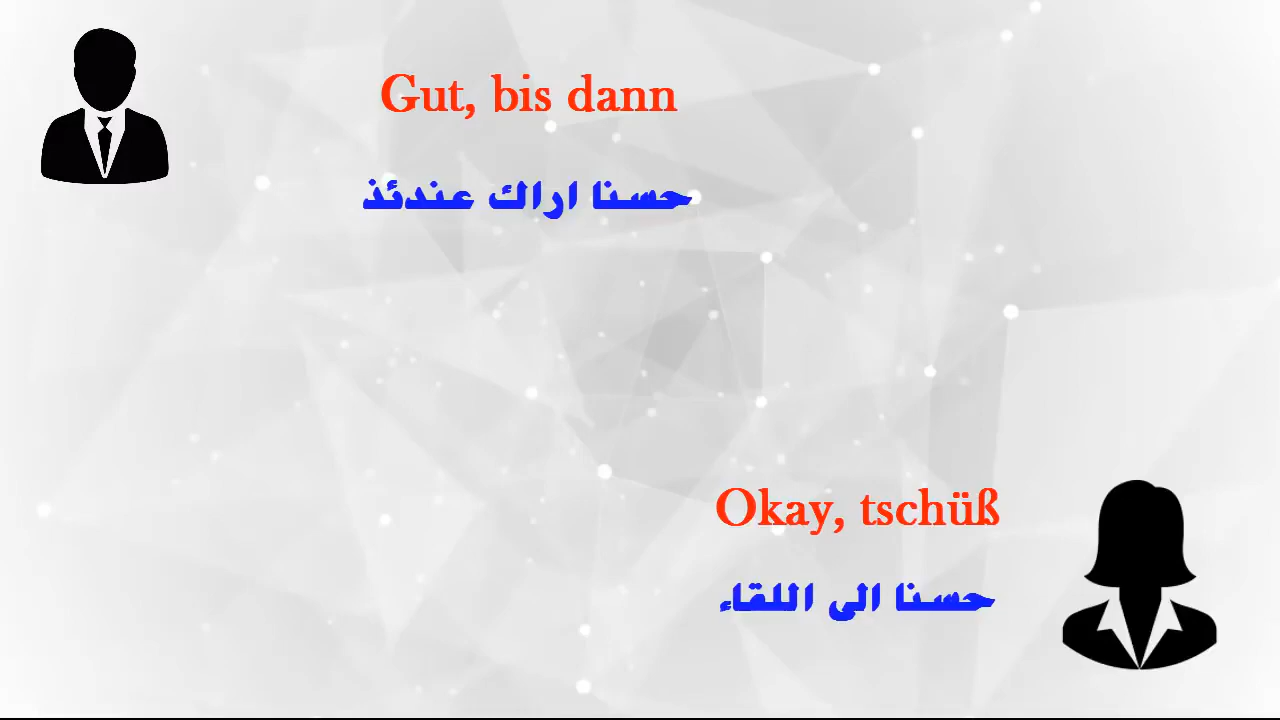 Gut, bis dann
حسنا اراك عندئذ
Okay, tschüß
حسنا الى اللقاء